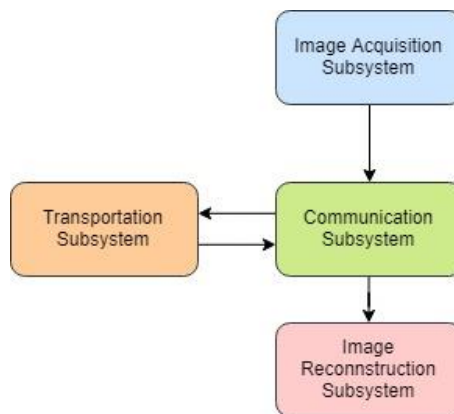 Image Acquisition
Subsystem
Transportation
Subsystem
Communication
Subsystem
Image
Reconnstruction
Subsystem